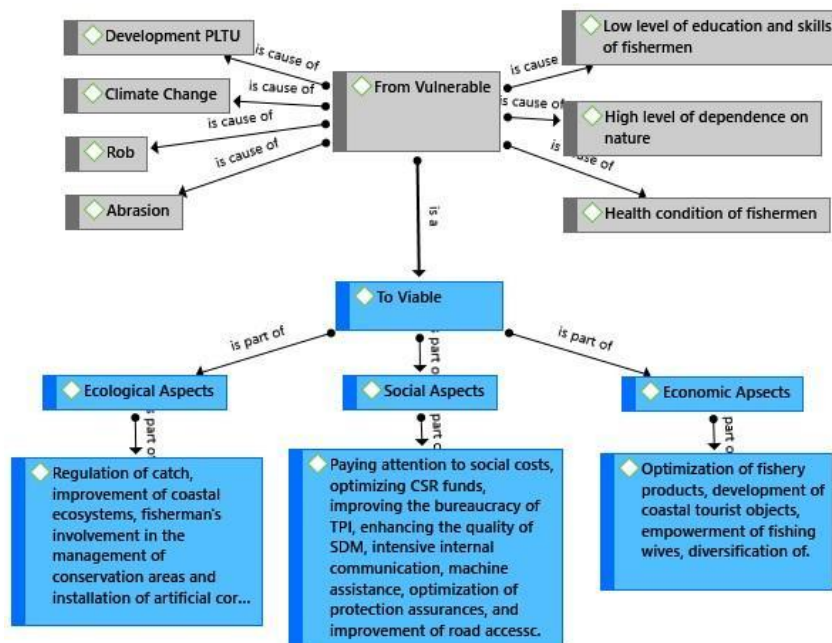 Development PLTU
is cause of
Climate Change
is cause of
Rob
is cause of
Abrasion
is cause of
From Vulnerable
Low level of education and skills
of fishermen
is cause
High level of dependence on
nature
is cause of
Health condition of fishermen
is cause of
is a
To Viable
is part of
s part of
is part of
Ecological Aspects
Social Aspects
Economic Apsects
s part of
part o
part of
Regulation of catch,
improvement of coastal
ecosystems, fisherman's
involvement in the
management of
conservation areas and
installation of artificial cor...
Paying attention to social costs,
optimizing CSR funds,
improving the bureaucracy of
TPI, enhancing the quality of
SDM, intensive internal
communication, machine
assistance, optimization of
protection assurances, and
improvement of road accessc.
Optimization of fishery
products, development of
coastal tourist objects,
empowerment of fishing
wives, diversification of.